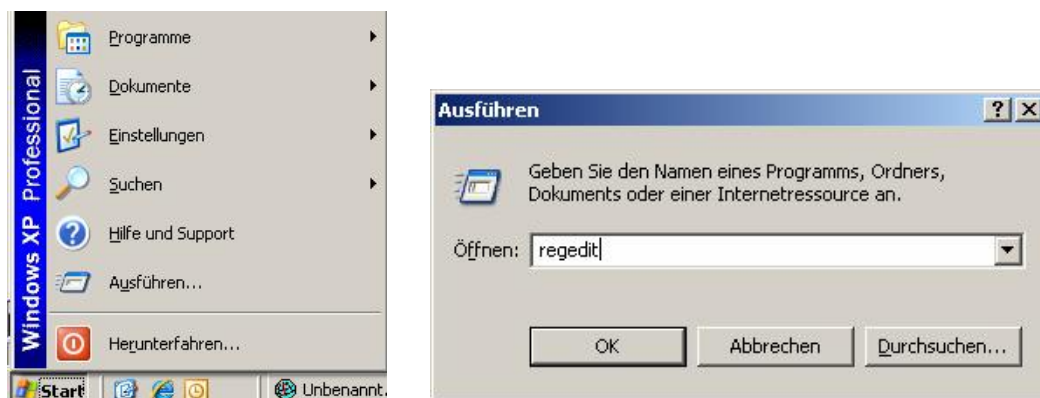 Windows XP Professional
Programme
Dokumente
Einstellungen
Suchen
Hilfe und Support
Ausführen...
Herunterfahren...
Start
Unbenannt.
Ausführen
Geben Sie den Namen eines Programms, Ordners,
Dokuments oder einer Internetressource an.
Öffnen: regedit
OK Abbrechen Durchsuchen...